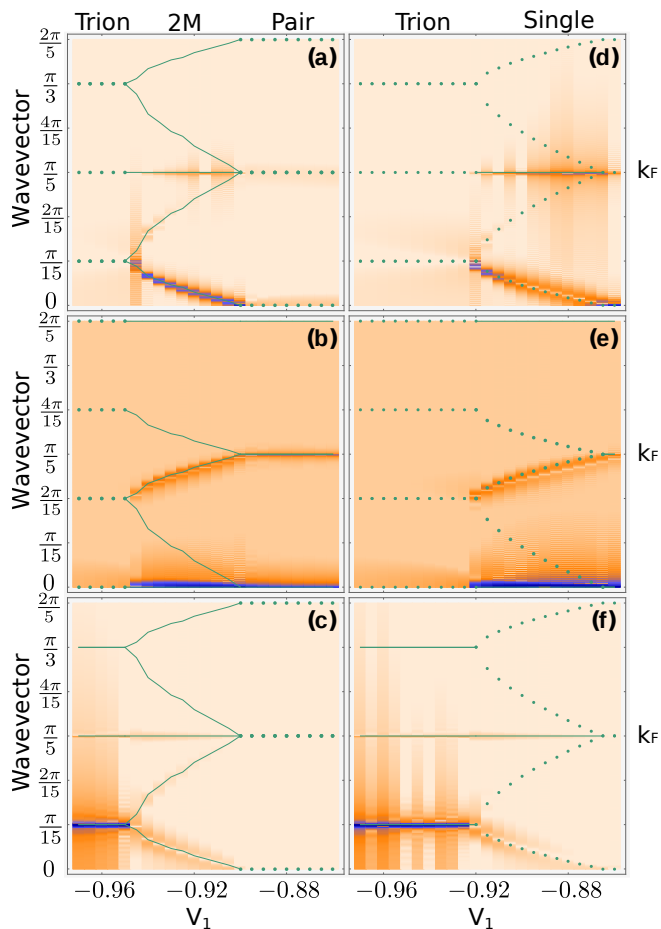 Trion 2M Pair Trion Single
(a) (d)
Wavevector
2π/5
π/3
4π/15
π/5 k_F
2π/15
π/15
0
(b) (e)
Wavevector
2π/5
π/3
4π/15
π/5 k_F
2π/15
π/15
0
(c) (f)
Wavevector
2π/5
π/3
4π/15
π/5 k_F
2π/15
π/15
0
−0.96 −0.92 −0.88 −0.96 −0.92 −0.88
V_1 V_1